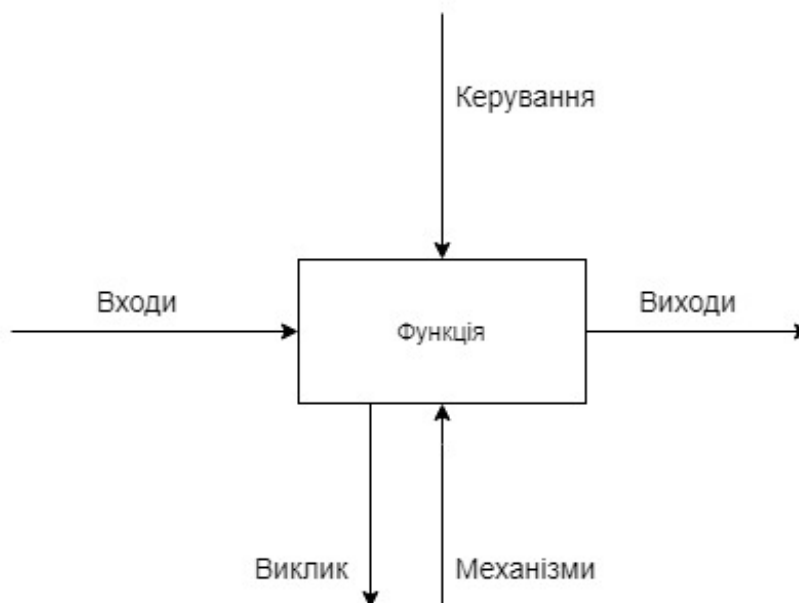 Керування
Входи
Функція
Виходи
Виклик
Механізми